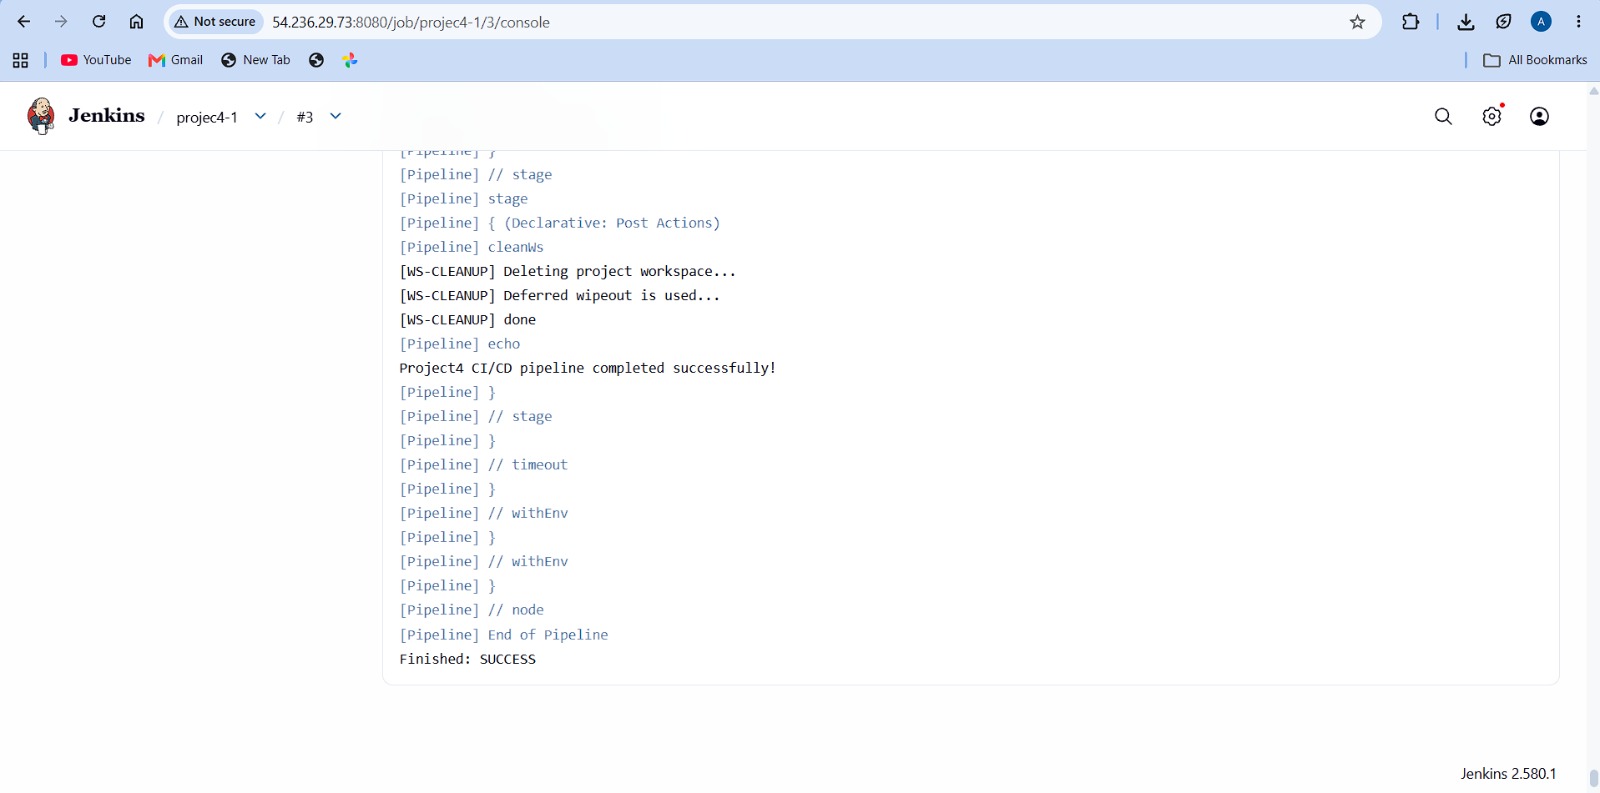 Not secure 54.236.29.73:8080/job/projec4-1/3/console A
YouTube Gmail New Tab All Bookmarks
Jenkins / projec4-1 / #3
[Pipeline] }
[Pipeline] // stage
[Pipeline] stage
[Pipeline] { (Declarative: Post Actions)
[Pipeline] cleanWs
[WS-CLEANUP] Deleting project workspace...
[WS-CLEANUP] Deferred wipeout is used...
[WS-CLEANUP] done
[Pipeline] echo
Project4 CI/CD pipeline completed successfully!
[Pipeline] }
[Pipeline] // stage
[Pipeline] }
[Pipeline] // timeout
[Pipeline] }
[Pipeline] // withEnv
[Pipeline] }
[Pipeline] // withEnv
[Pipeline] }
[Pipeline] // node
[Pipeline] End of Pipeline
Finished: SUCCESS
Jenkins 2.580.1